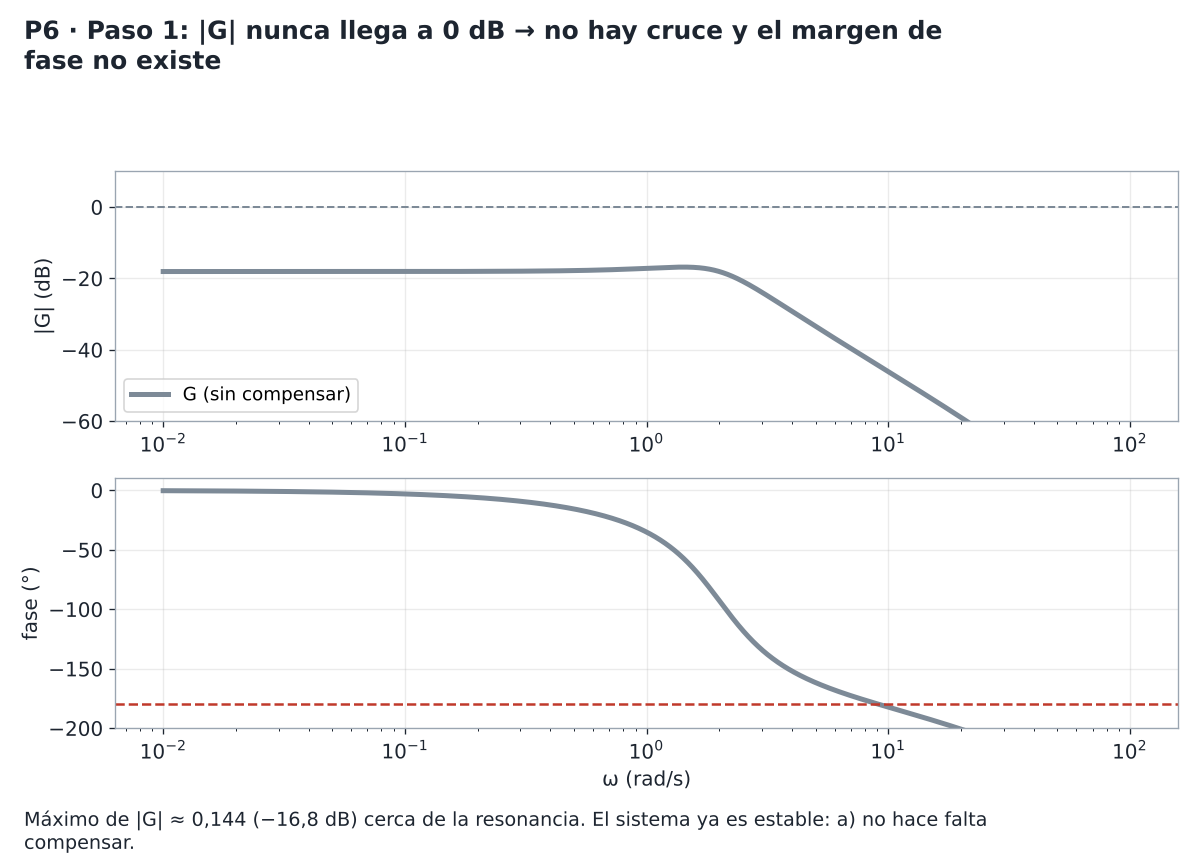 P6 · Paso 1: |G| nunca llega a 0 dB → no hay cruce y el margen de
fase no existe
|G| (dB)
0
−20
−40
−60
G (sin compensar)
10⁻² 10⁻¹ 10⁰ 10¹ 10²
fase (°)
0
−50
−100
−150
−200
10⁻² 10⁻¹ 10⁰ 10¹ 10²
ω (rad/s)
Máximo de |G| ≈ 0,144 (−16,8 dB) cerca de la resonancia. El sistema ya es estable: a) no hace falta
compensar.